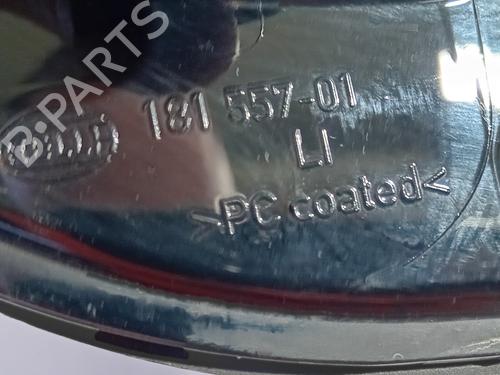 B-PARTS
181 557-01
LI
>PC coated<